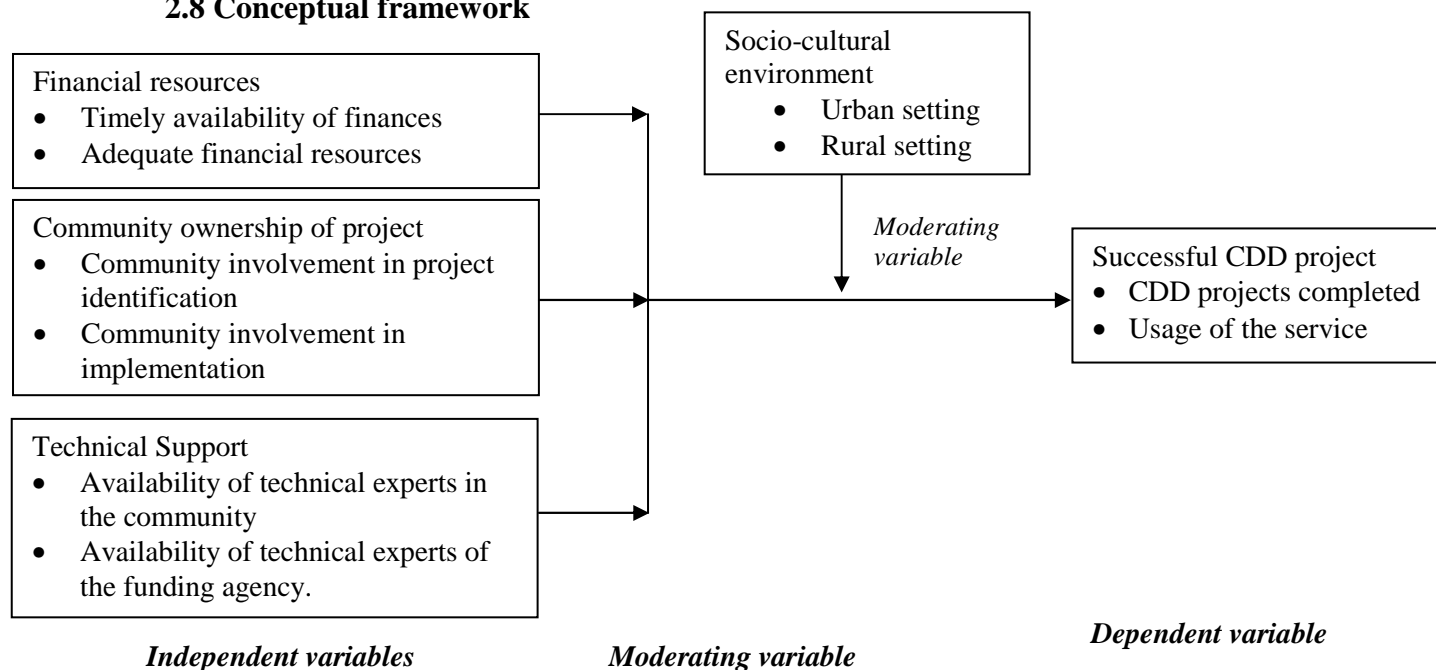 2.8 Conceptual framework
Financial resources
• Timely availability of finances
• Adequate financial resources
Community ownership of project
• Community involvement in project
identification
• Community involvement in
implementation
Technical Support
• Availability of technical experts in
the community
• Availability of technical experts of
the funding agency.
Socio-cultural
environment
• Urban setting
• Rural setting
Moderating
variable
Successful CDD project
• CDD projects completed
• Usage of the service
Independent variables
Moderating variable
Dependent variable